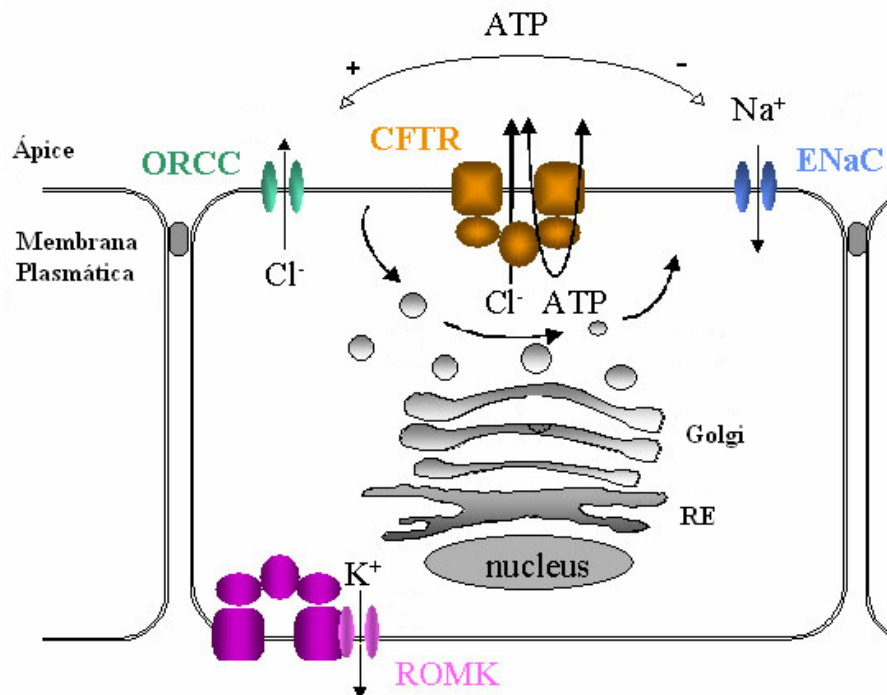 ATP
+
-
Na⁺
CFTR
Ápice
ORCC
ENaC
Membrana
Plasmática
Cl⁻
Cl⁻ ATP
Golgi
RE
nucleus
K⁺
ROMK